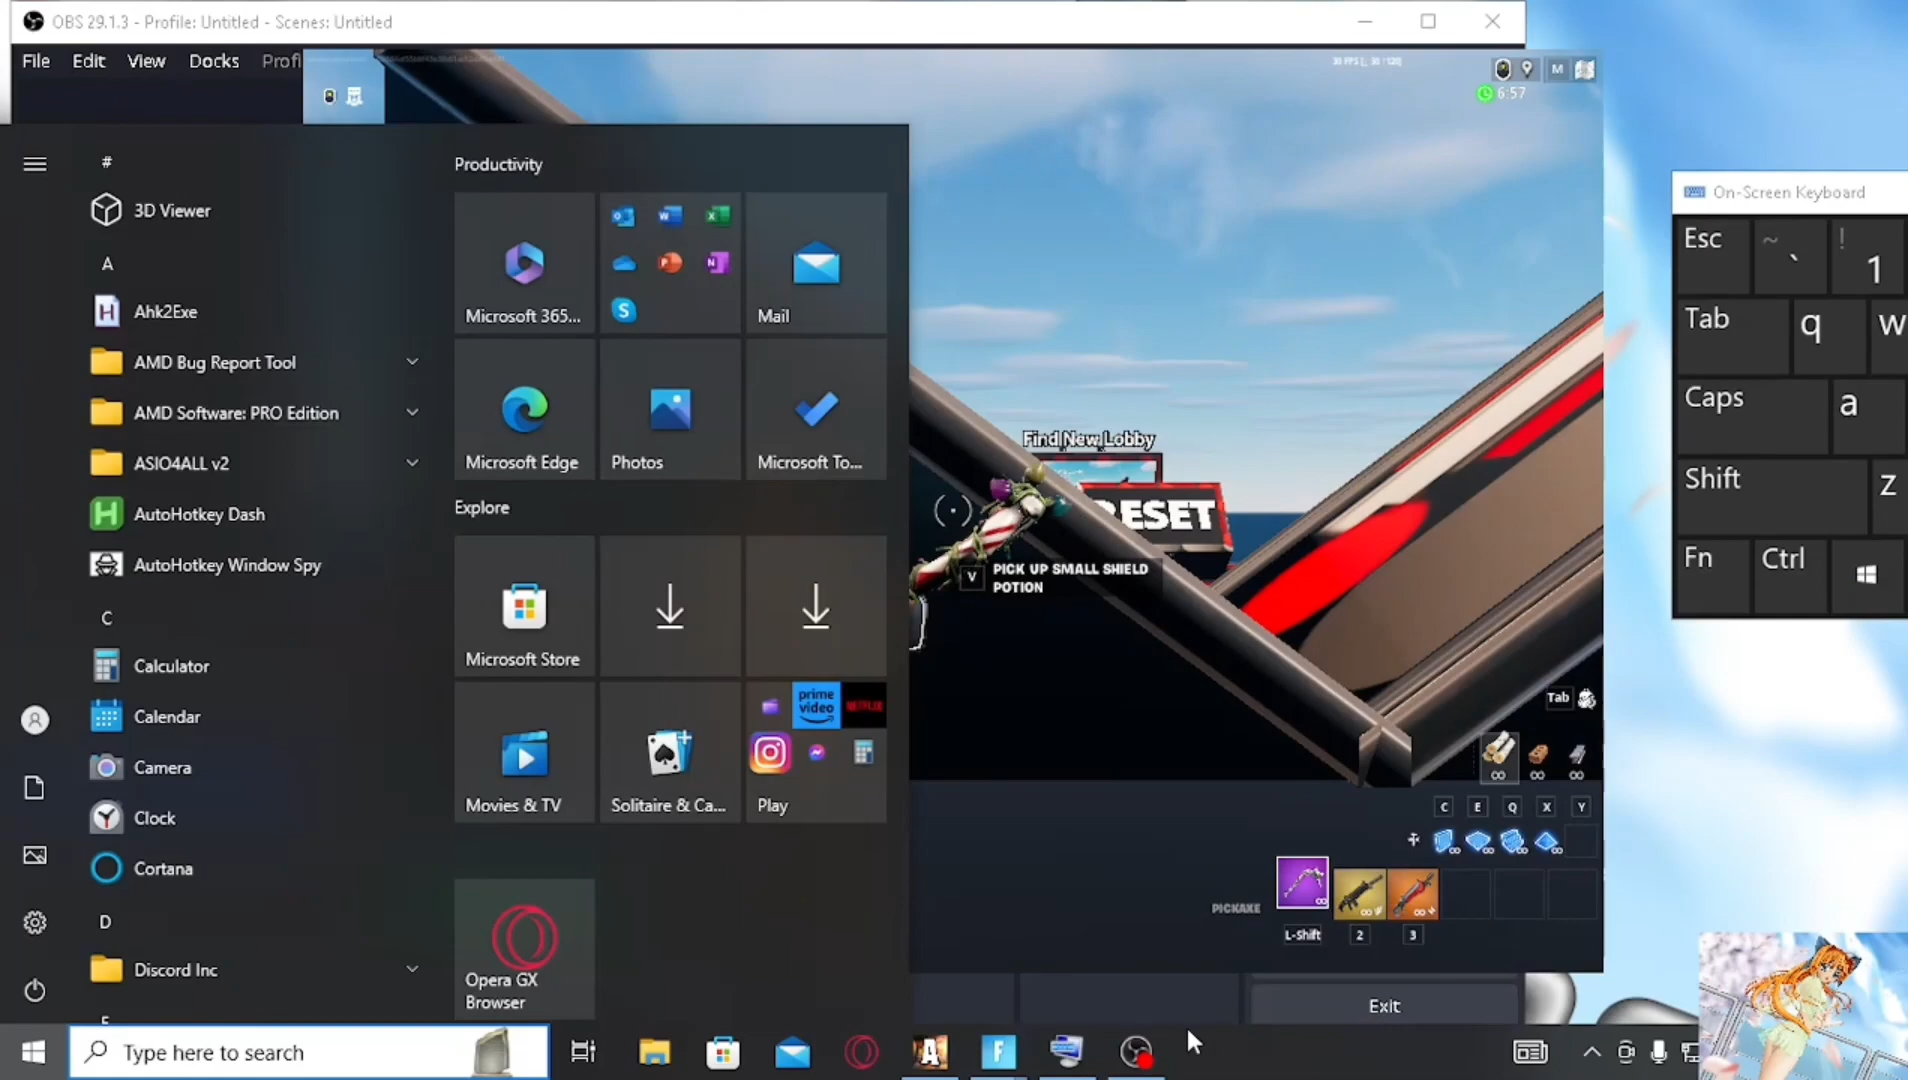 OBS 29.1.3 - Profile: Untitled - Scenes: Untitled
File Edit View Docks Profi
6:57
M
#
3D Viewer
A
Ahk2Exe
AMD Bug Report Tool
AMD Software: PRO Edition
ASIO4ALL v2
AutoHotkey Dash
AutoHotkey Window Spy
C
Calculator
Calendar
Camera
Clock
Cortana
D
Discord Inc
Productivity
Microsoft 365...
Mail
Microsoft Edge
Photos
Microsoft To...
Explore
Microsoft Store
prime video
NETFLIX
Movies & TV
Solitaire & Ca...
Play
Opera GX Browser
Find New Lobby
RESET
V
PICK UP SMALL SHIELD
POTION
Tab
∞ ∞ ∞
C E Q X Y
PICKAXE
L-Shift 2 3
Exit
On-Screen Keyboard
Esc ~ ` ! 1
Tab q w
Caps a
Shift z
Fn Ctrl
Type here to search